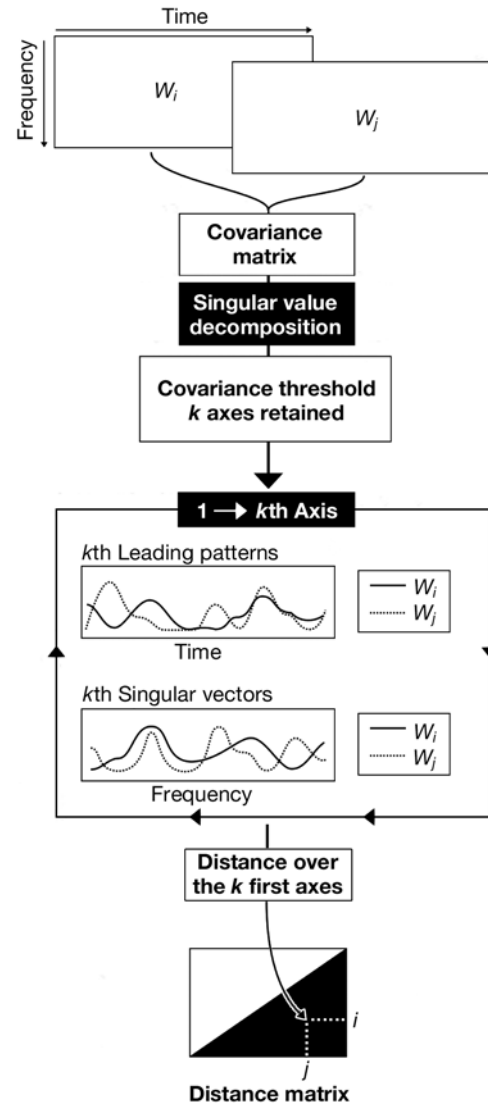 Time
Frequency
Wi
Wj
Covariance
matrix
Singular value
decomposition
Covariance threshold
k axes retained
1 → kth Axis
kth Leading patterns
Wi
Wj
Time
kth Singular vectors
Wi
Wj
Frequency
Distance over
the k first axes
i
j
Distance matrix